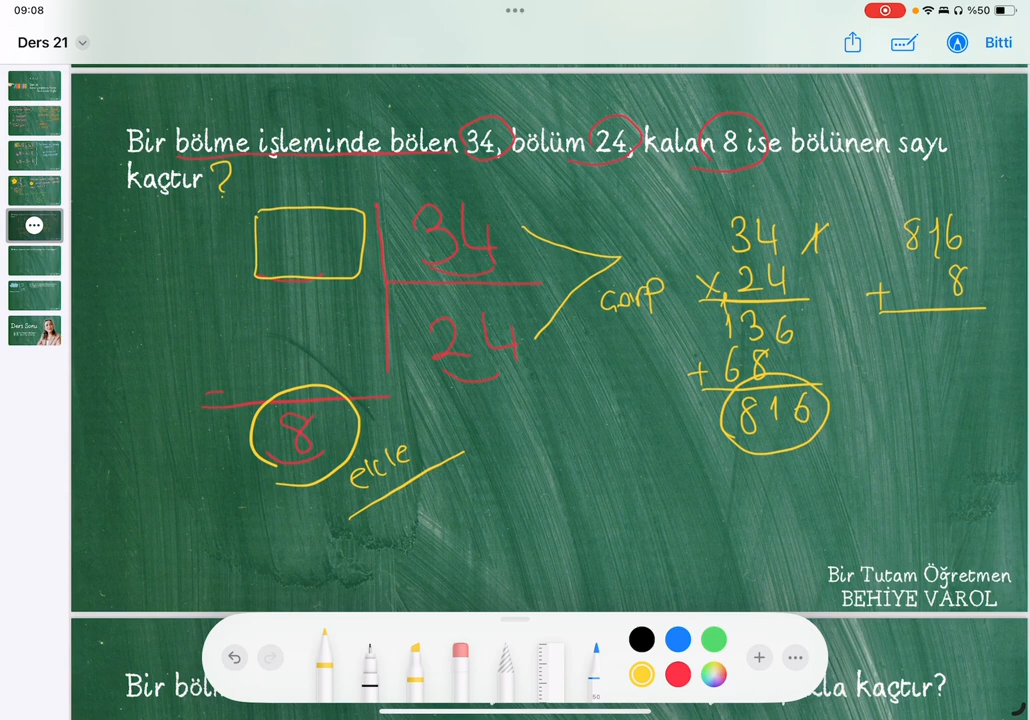 09:08
%50
Ders 21
Bitti
Bir bölme işleminde bölen 34, bölüm 24, kalan 8 ise bölünen sayı
kaçtır ?
34
24
8
ekle
çarp
34
x 24
136
+ 68
816
816
+ 8
Bir Tutam Öğretmen
BEHİYE VAROL
Ders Sonu
50
kaçtır?